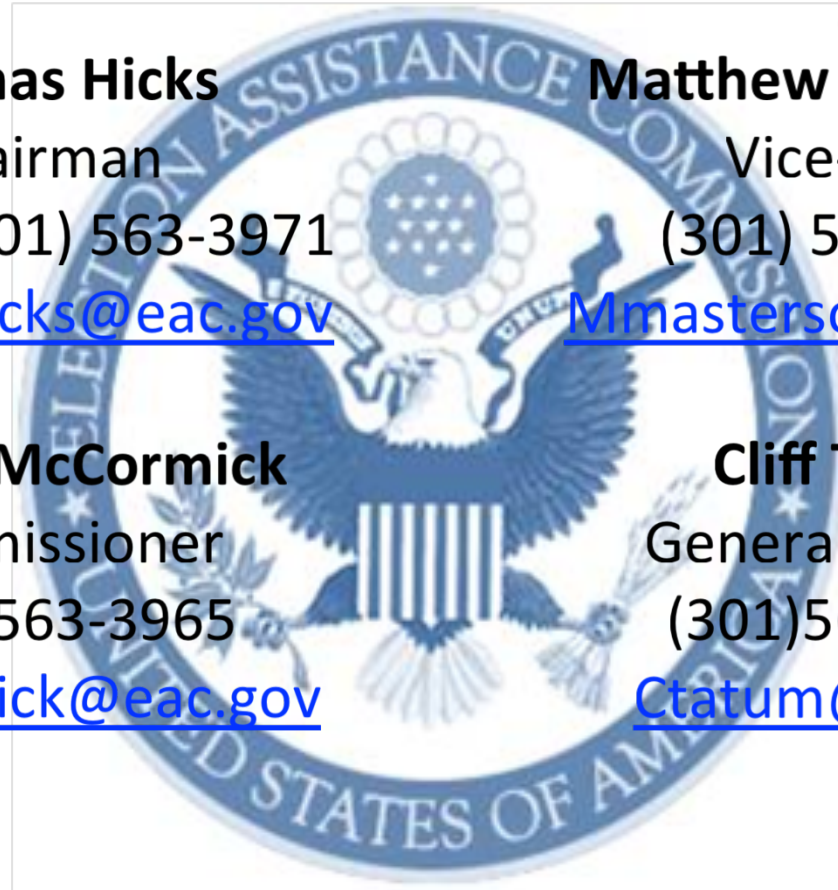 nas Hicks
airman
01) 563-3971
cks@eac.gov
Matthew
Vice-
(301) 5
Mmasterso
McCormick
nissioner
563-3965
ick@eac.gov
Cliff T
Genera
(301)5
Ctatum@
ELECTION ASSISTANCE COMMISSION
★ UNITED STATES OF AMERICA ★
UNUM